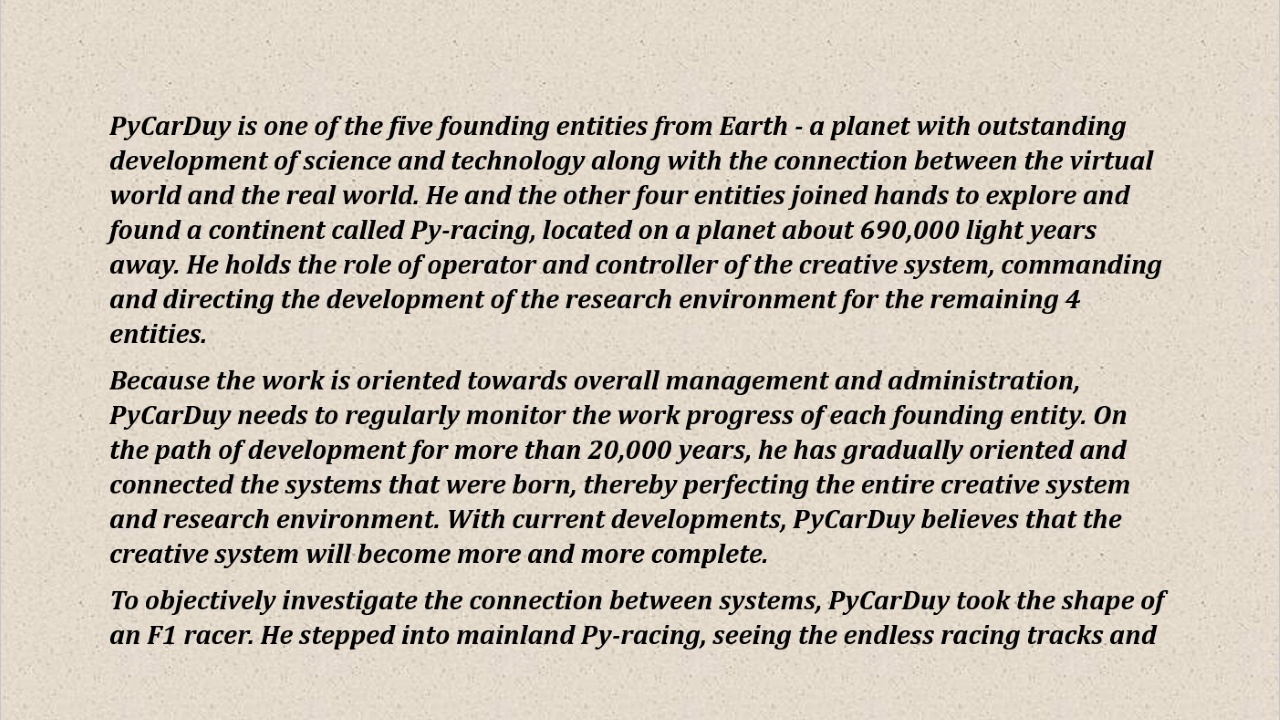 PyCarDuy is one of the five founding entities from Earth - a planet with outstanding
development of science and technology along with the connection between the virtual
world and the real world. He and the other four entities joined hands to explore and
found a continent called Py-racing, located on a planet about 690,000 light years
away. He holds the role of operator and controller of the creative system, commanding
and directing the development of the research environment for the remaining 4
entities.
Because the work is oriented towards overall management and administration,
PyCarDuy needs to regularly monitor the work progress of each founding entity. On
the path of development for more than 20,000 years, he has gradually oriented and
connected the systems that were born, thereby perfecting the entire creative system
and research environment. With current developments, PyCarDuy believes that the
creative system will become more and more complete.
To objectively investigate the connection between systems, PyCarDuy took the shape of
an F1 racer. He stepped into mainland Py-racing, seeing the endless racing tracks and